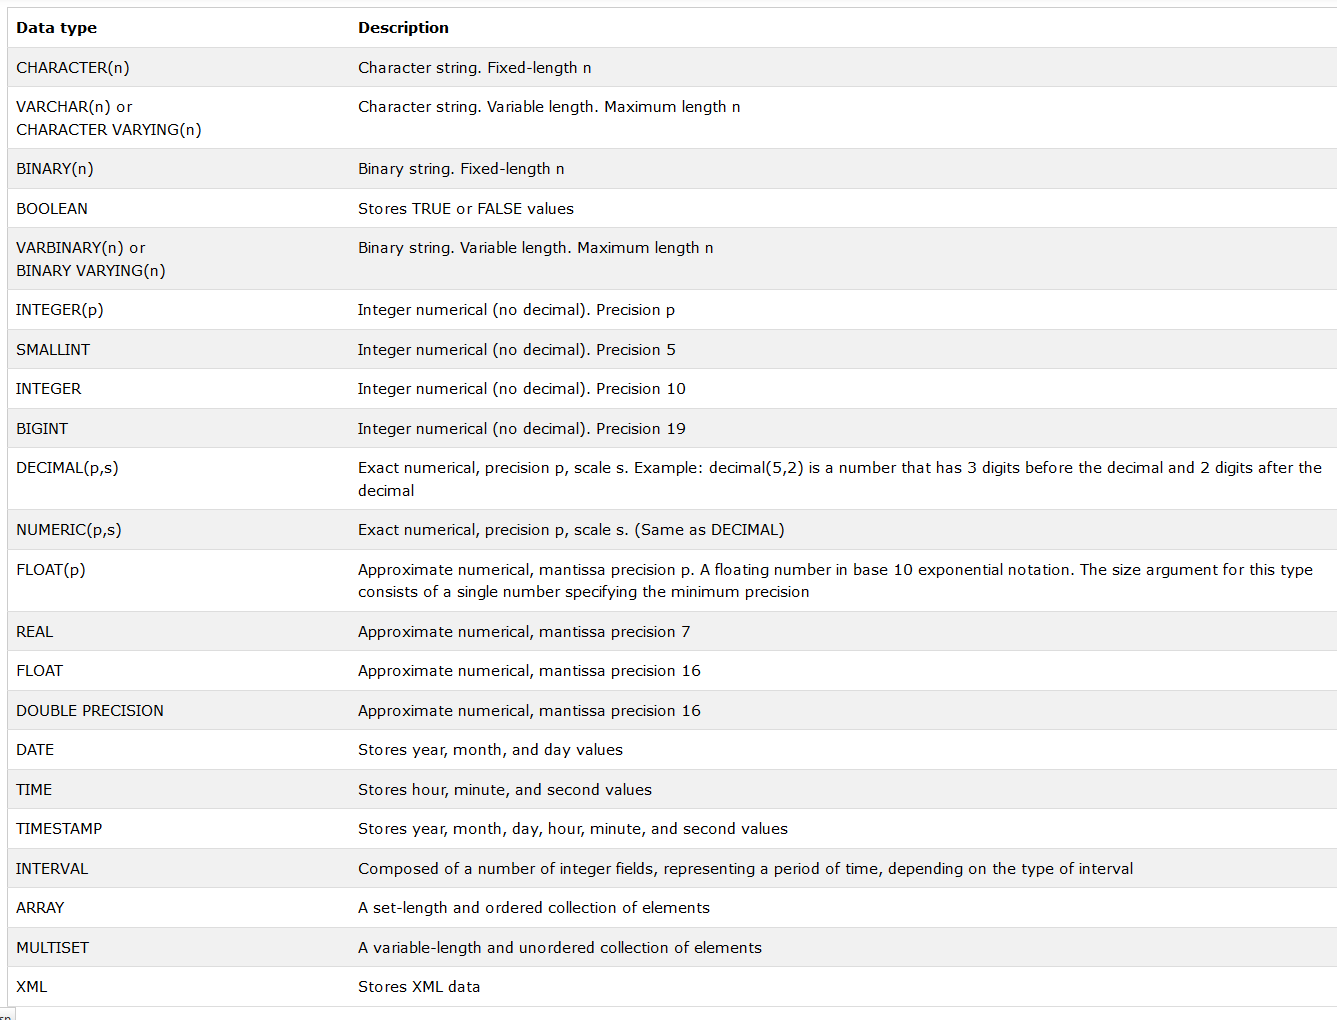 Data type Description
CHARACTER(n) Character string. Fixed-length n
VARCHAR(n) or Character string. Variable length. Maximum length n
CHARACTER VARYING(n)
BINARY(n) Binary string. Fixed-length n
BOOLEAN Stores TRUE or FALSE values
VARBINARY(n) or Binary string. Variable length. Maximum length n
BINARY VARYING(n)
INTEGER(p) Integer numerical (no decimal). Precision p
SMALLINT Integer numerical (no decimal). Precision 5
INTEGER Integer numerical (no decimal). Precision 10
BIGINT Integer numerical (no decimal). Precision 19
DECIMAL(p,s) Exact numerical, precision p, scale s. Example: decimal(5,2) is a number that has 3 digits before the decimal and 2 digits after the
decimal
NUMERIC(p,s) Exact numerical, precision p, scale s. (Same as DECIMAL)
FLOAT(p) Approximate numerical, mantissa precision p. A floating number in base 10 exponential notation. The size argument for this type
consists of a single number specifying the minimum precision
REAL Approximate numerical, mantissa precision 7
FLOAT Approximate numerical, mantissa precision 16
DOUBLE PRECISION Approximate numerical, mantissa precision 16
DATE Stores year, month, and day values
TIME Stores hour, minute, and second values
TIMESTAMP Stores year, month, day, hour, minute, and second values
INTERVAL Composed of a number of integer fields, representing a period of time, depending on the type of interval
ARRAY A set-length and ordered collection of elements
MULTISET A variable-length and unordered collection of elements
XML Stores XML data